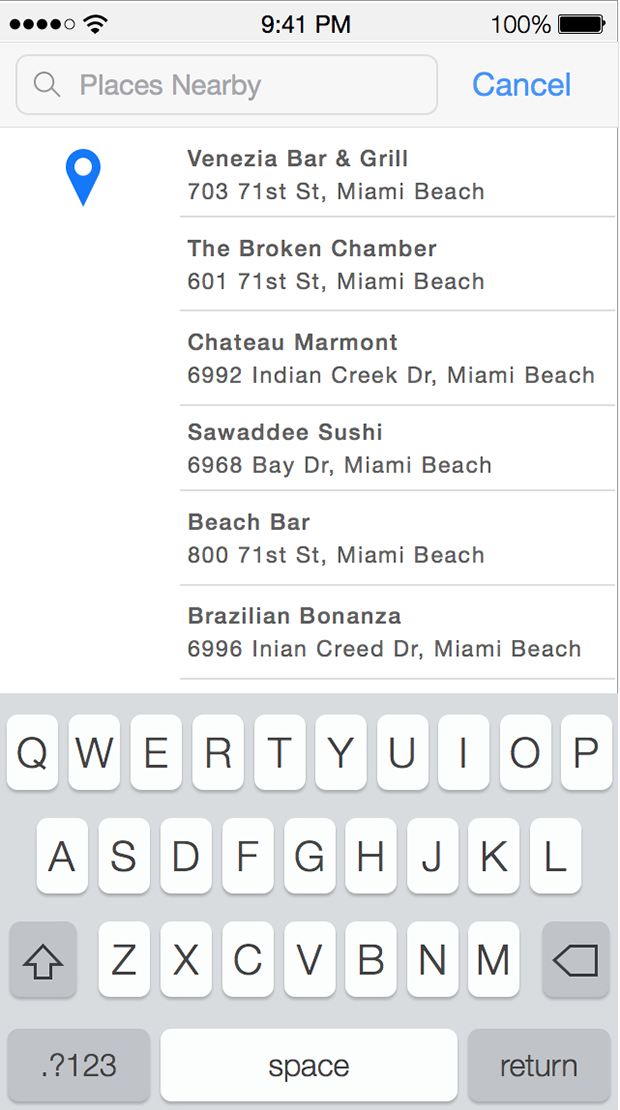 9:41 PM 100%
Places Nearby Cancel
Venezia Bar & Grill
703 71st St, Miami Beach
The Broken Chamber
601 71st St, Miami Beach
Chateau Marmont
6992 Indian Creek Dr, Miami Beach
Sawaddee Sushi
6968 Bay Dr, Miami Beach
Beach Bar
800 71st St, Miami Beach
Brazilian Bonanza
6996 Inian Creed Dr, Miami Beach
Q W E R T Y U I O P
A S D F G H J K L
Z X C V B N M
.?123 space return